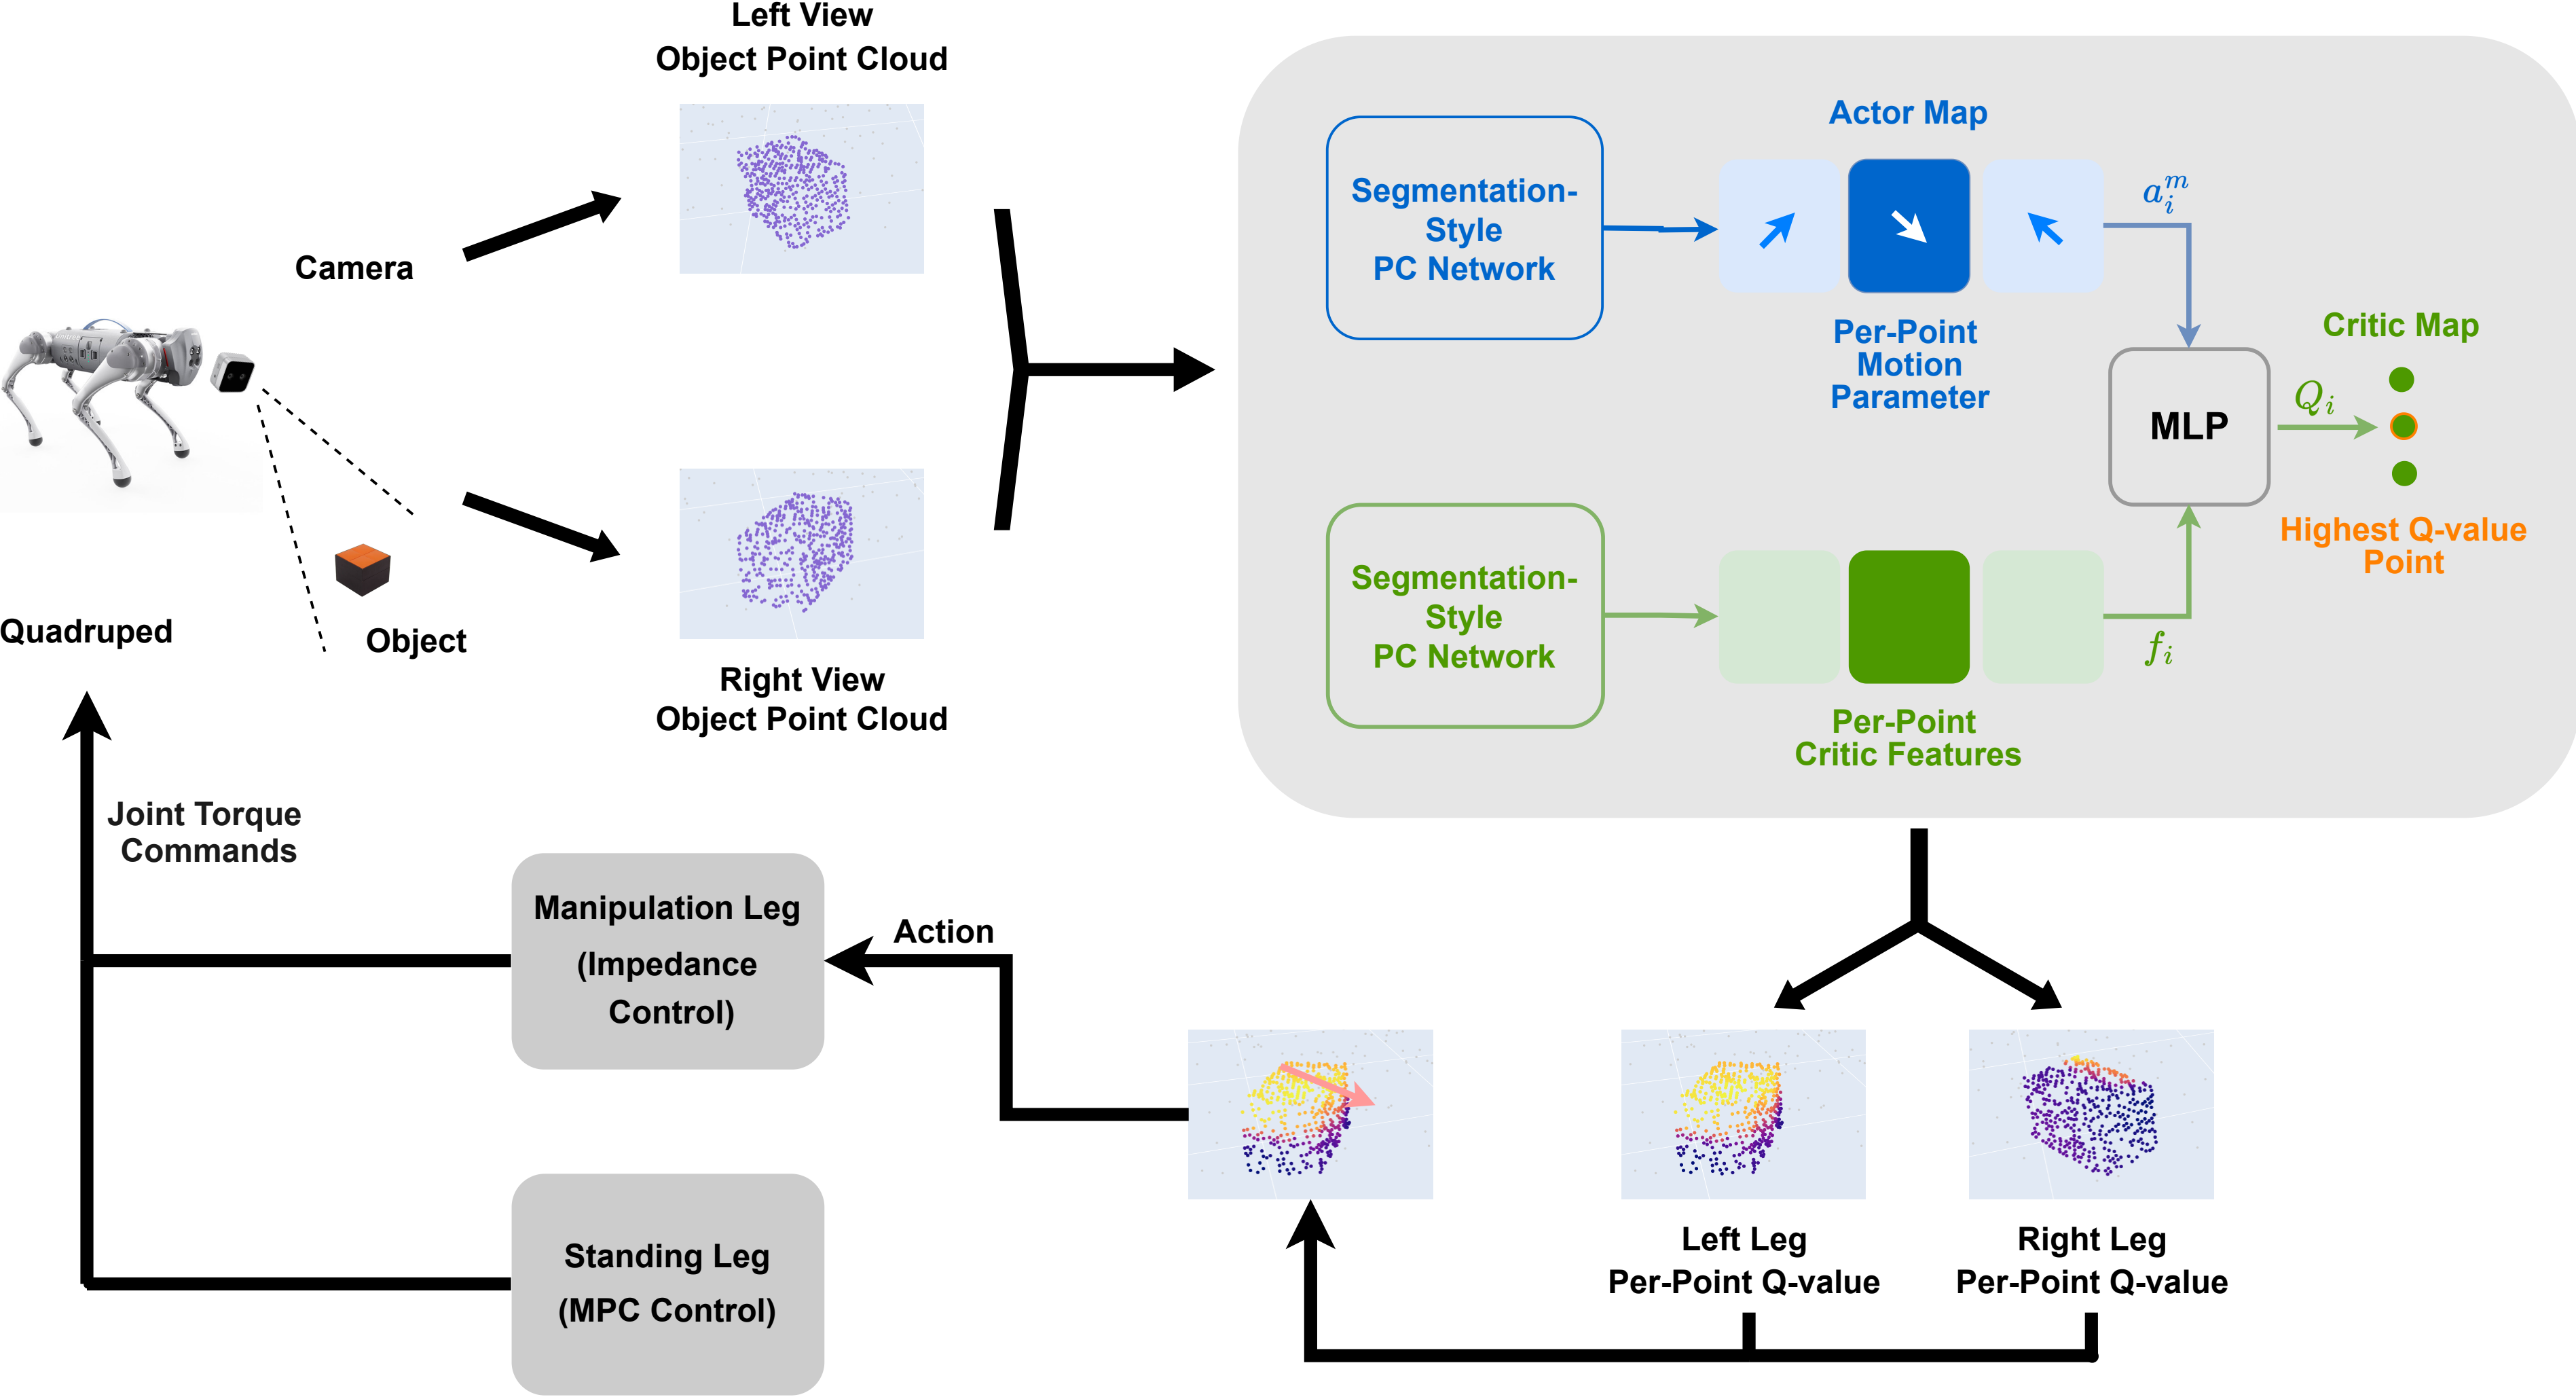 Left View
Object Point Cloud
Camera
Quadruped
Object
Right View
Object Point Cloud
Segmentation-
Style
PC Network
Actor Map
Per-Point
Motion
Parameter
a_i^m
MLP
Q_i
Critic Map
Highest Q-value
Point
Segmentation-
Style
PC Network
Per-Point
Critic Features
f_i
Joint Torque
Commands
Manipulation Leg
(Impedance
Control)
Action
Standing Leg
(MPC Control)
Left Leg
Per-Point Q-value
Right Leg
Per-Point Q-value